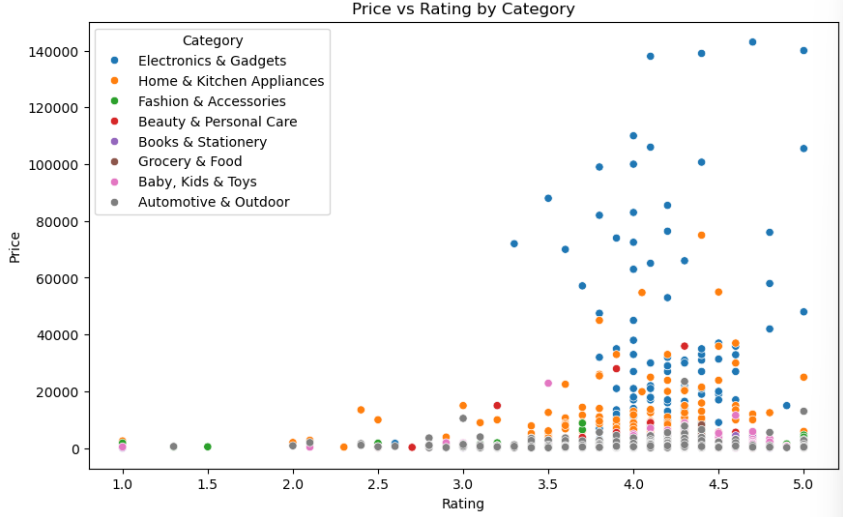 Price vs Rating by Category
Category
Electronics & Gadgets
Home & Kitchen Appliances
Fashion & Accessories
Beauty & Personal Care
Books & Stationery
Grocery & Food
Baby, Kids & Toys
Automotive & Outdoor
Price
140000
120000
100000
80000
60000
40000
20000
0
1.0 1.5 2.0 2.5 3.0 3.5 4.0 4.5 5.0
Rating